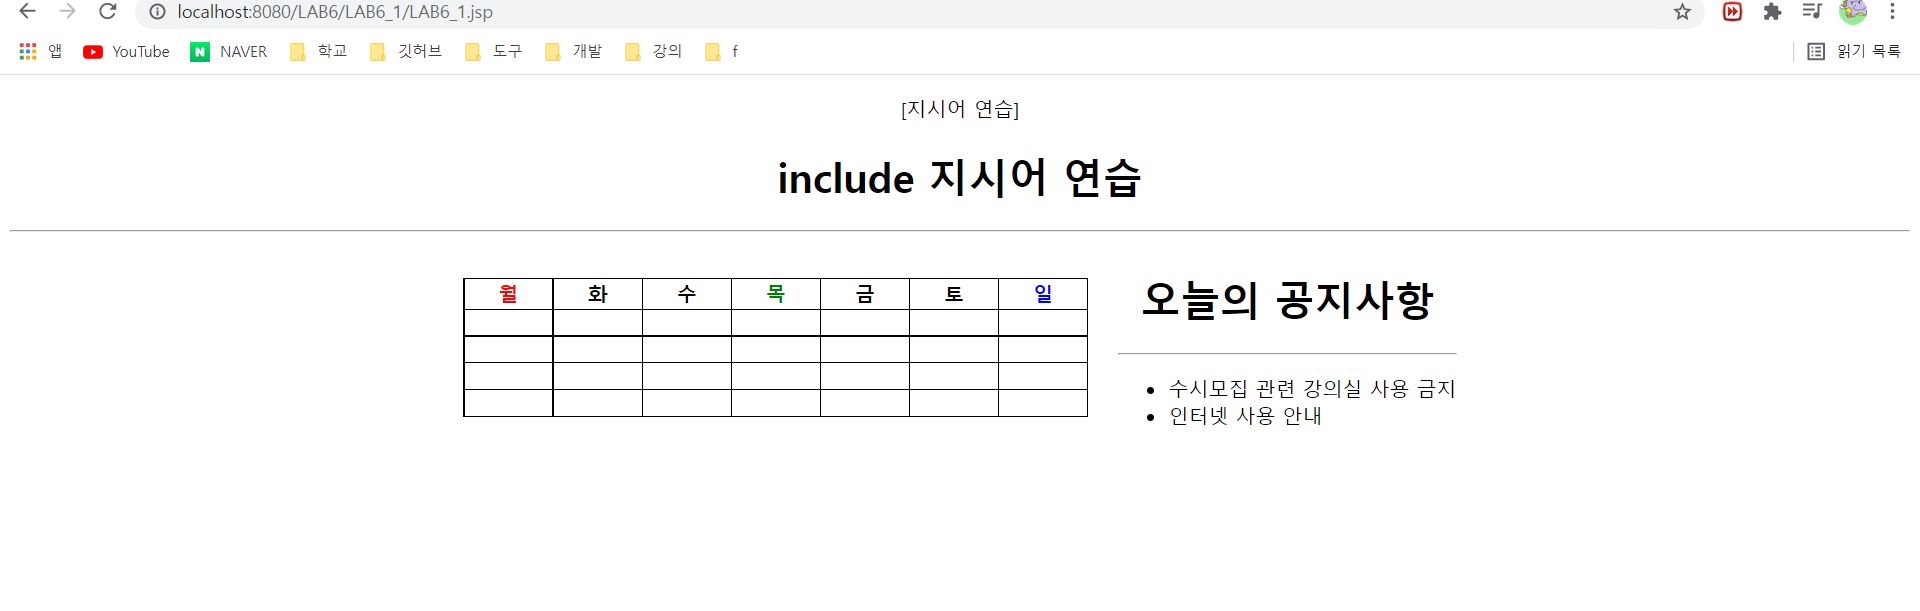 localhost:8080/LAB6/LAB6_1/LAB6_1.jsp
앱 YouTube NAVER 학교 깃허브 도구 개발 강의 f 읽기 목록
[지시어 연습]
include 지시어 연습
월 화 수 목 금 토 일
오늘의 공지사항
수시모집 관련 강의실 사용 금지
인터넷 사용 안내